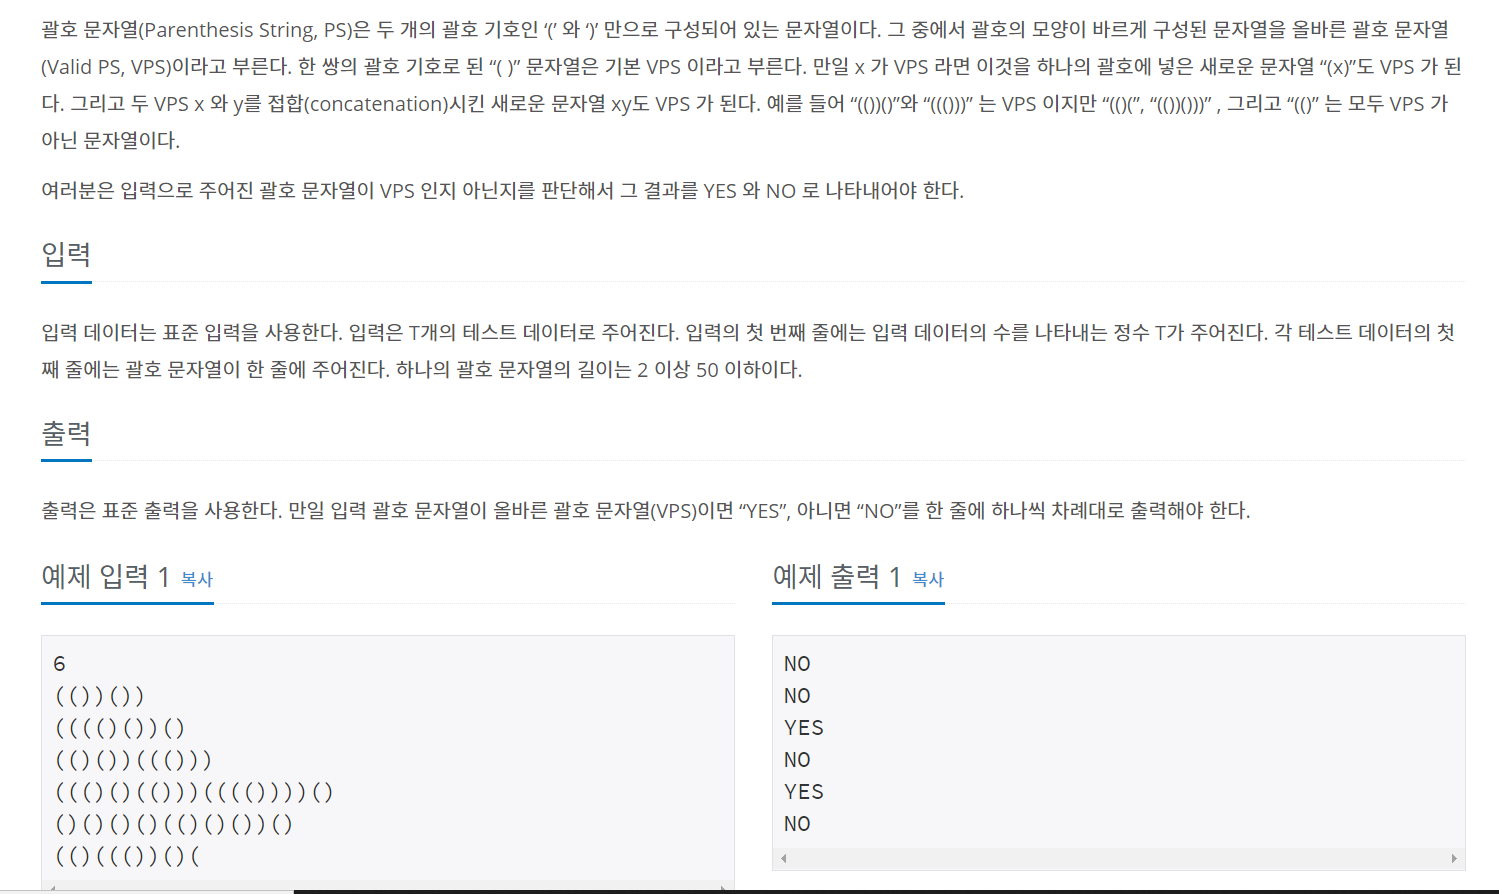 괄호 문자열(Parenthesis String, PS)은 두 개의 괄호 기호인 ‘(’ 와 ‘)’ 만으로 구성되어 있는 문자열이다. 그 중에서 괄호의 모양이 바르게 구성된 문자열을 올바른 괄호 문자열
(Valid PS, VPS)이라고 부른다. 한 쌍의 괄호 기호로 된 “( )” 문자열은 기본 VPS 이라고 부른다. 만일 x 가 VPS 라면 이것을 하나의 괄호에 넣은 새로운 문자열 “(x)”도 VPS 가 된
다. 그리고 두 VPS x 와 y를 접합(concatenation)시킨 새로운 문자열 xy도 VPS 가 된다. 예를 들어 “(())()”와 “((()))” 는 VPS 이지만 “(()(”, “(())()))” , 그리고 “(()” 는 모두 VPS 가
아닌 문자열이다.
여러분은 입력으로 주어진 괄호 문자열이 VPS 인지 아닌지를 판단해서 그 결과를 YES 와 NO 로 나타내어야 한다.
입력
입력 데이터는 표준 입력을 사용한다. 입력은 T개의 테스트 데이터로 주어진다. 입력의 첫 번째 줄에는 입력 데이터의 수를 나타내는 정수 T가 주어진다. 각 테스트 데이터의 첫
째 줄에는 괄호 문자열이 한 줄에 주어진다. 하나의 괄호 문자열의 길이는 2 이상 50 이하이다.
출력
출력은 표준 출력을 사용한다. 만일 입력 괄호 문자열이 올바른 괄호 문자열(VPS)이면 “YES”, 아니면 “NO”를 한 줄에 하나씩 차례대로 출력해야 한다.
예제 입력 1 복사
6
(())())
(((()())()
(()())((()))
((()()(()))(((())))()
()()()()(()()())()
(()((())()(
예제 출력 1 복사
NO
NO
YES
NO
YES
NO